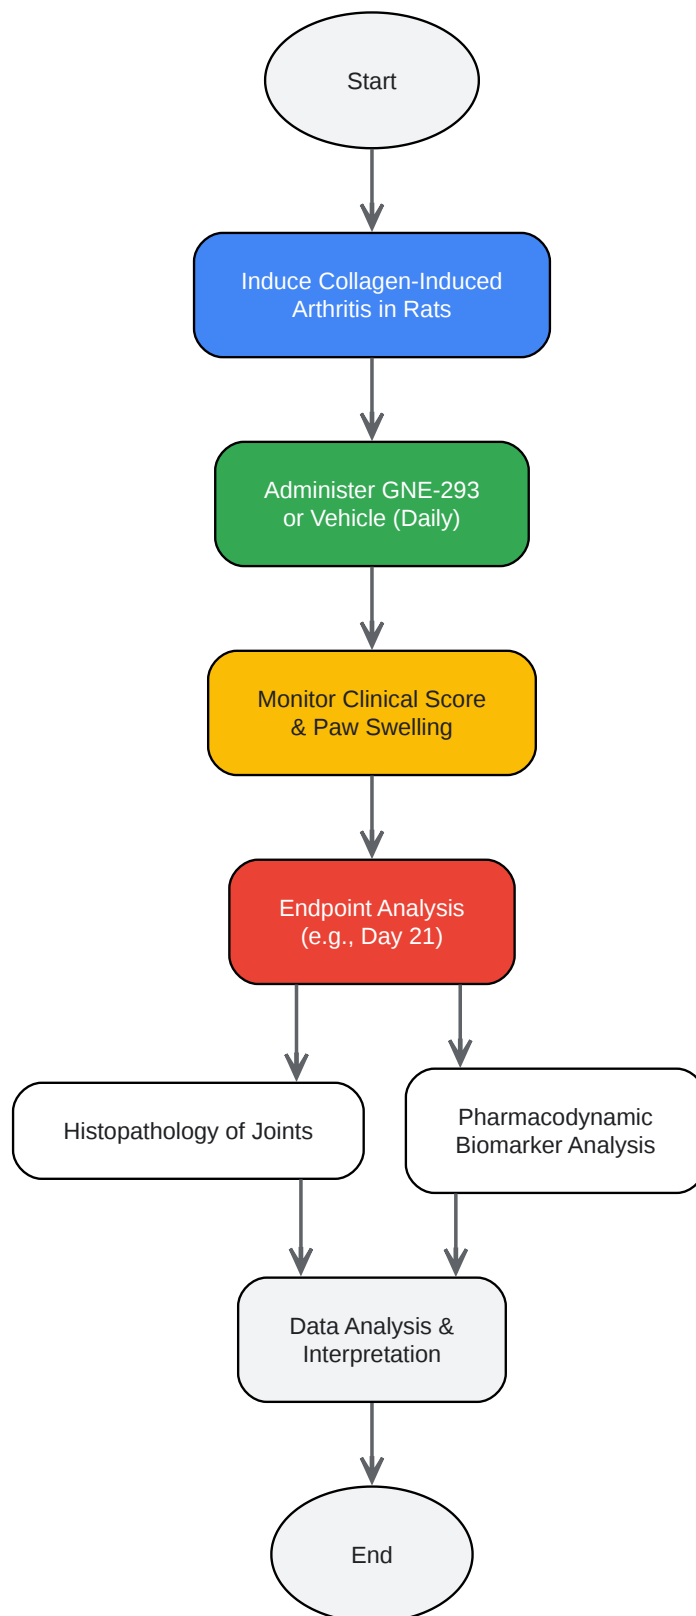 Start
Induce Collagen-Induced
Arthritis in Rats
Administer GNE-293
or Vehicle (Daily)
Monitor Clinical Score
& Paw Swelling
Endpoint Analysis
(e.g., Day 21)
Histopathology of Joints
Pharmacodynamic
Biomarker Analysis
Data Analysis &
Interpretation
End